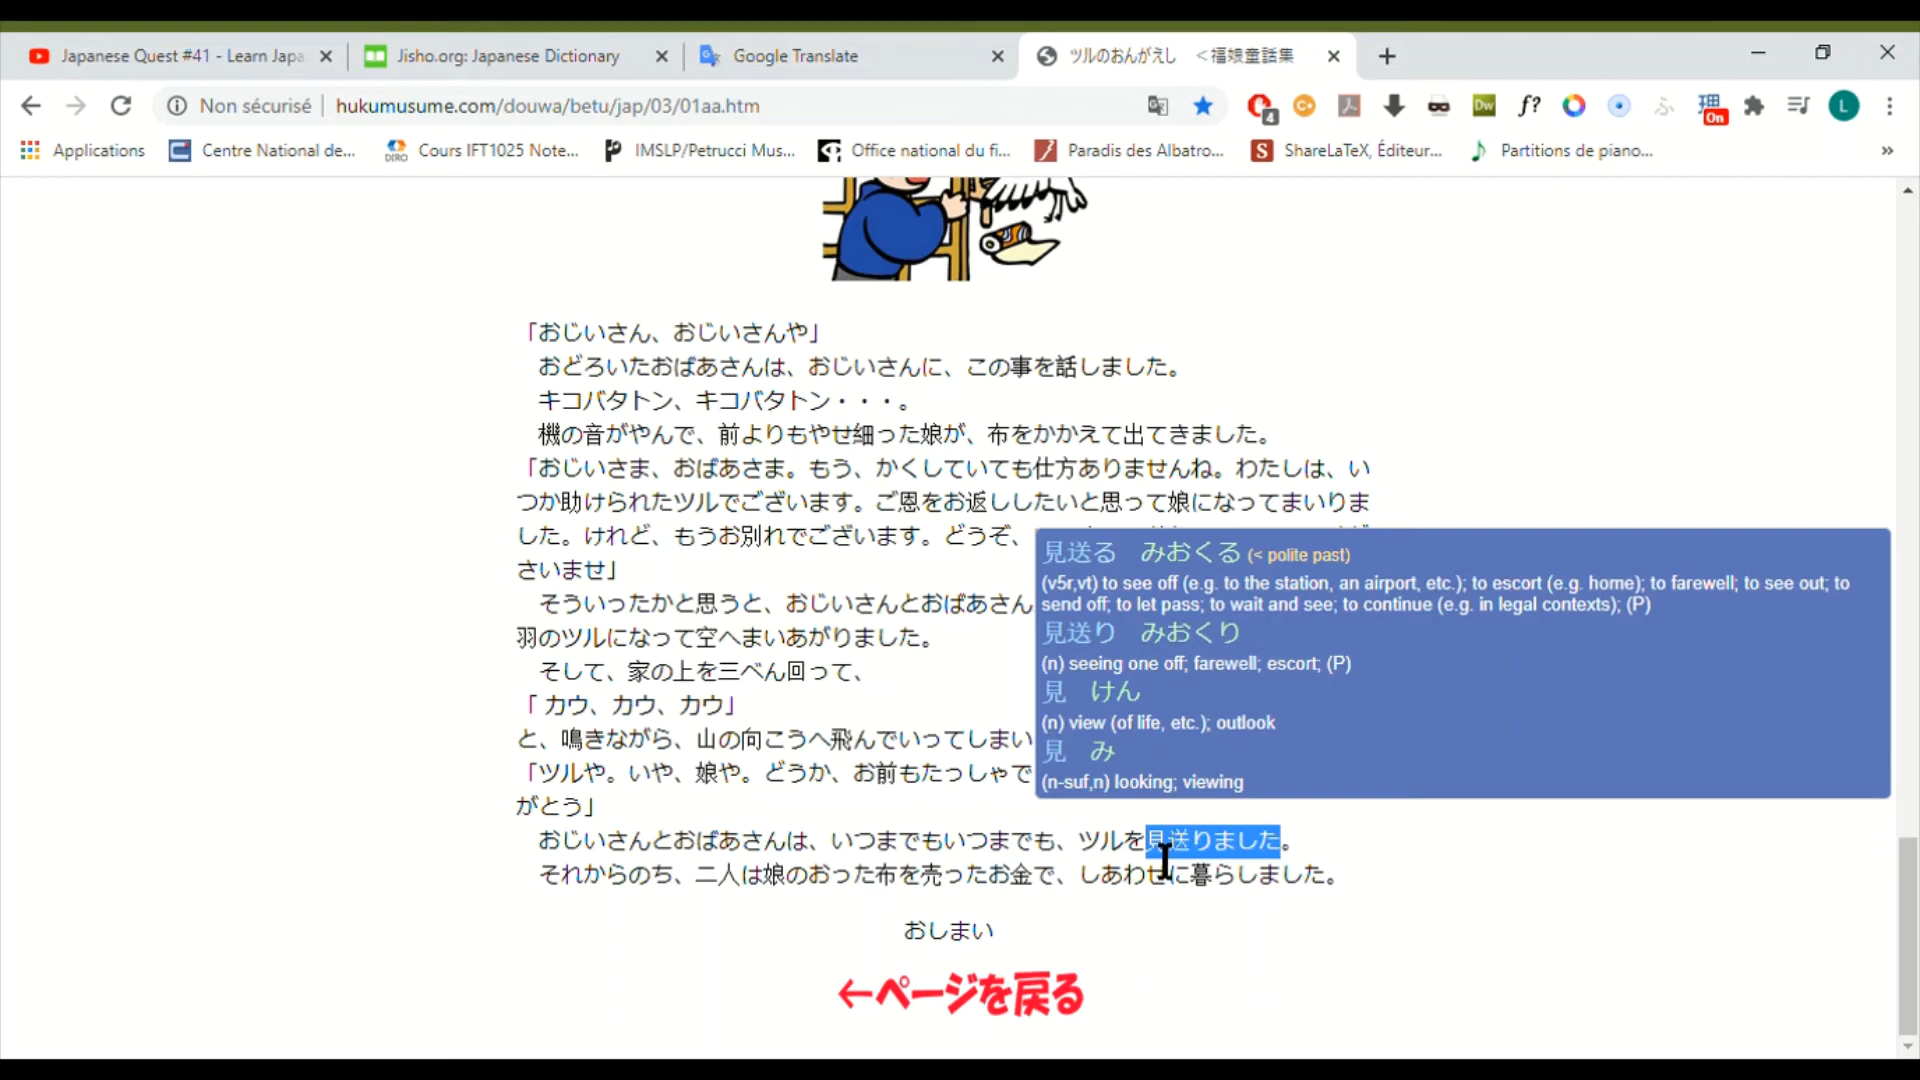 Japanese Quest #41 - Learn Japa
Jisho.org: Japanese Dictionary
Google Translate
ツルのおんがえし <福娘童話集
Non sécurisé
hukumusume.com/douwa/betu/jap/03/01aa.htm
4
Dw
f?
On
L
Applications
Centre National de...
DIRO
Cours IFT1025 Note...
IMSLP/Petrucci Mus...
Office national du fi...
Paradis des Albatro...
S
ShareLaTeX, Éditeur...
Partitions de piano...
»
「おじいさん、おじいさんや」
おどろいたおばあさんは、おじいさんに、この事を話しました。
キコバタトン、キコバタトン・・・。
機の音がやんで、前よりもやせ細った娘が、布をかかえて出てきました。
「おじいさま、おばあさま。もう、かくしていても仕方ありませんね。わたしは、い
つか助けられたツルでございます。ご恩をお返ししたいと思って娘になってまいりま
した。けれど、もうお別れでございます。どうぞ、
さいませ」
そういったかと思うと、おじいさんとおばあさん
羽のツルになって空へまいあがりました。
そして、家の上を三べん回って、
「 カウ、カウ、カウ」
と、鳴きながら、山の向こうへ飛んでいってしまい
「ツルや。いや、娘や。どうか、お前もたっしゃで
がとう」
おじいさんとおばあさんは、いつまでもいつまでも、ツルを見送りました。
それからのち、二人は娘のおった布を売ったお金で、しあわせに暮らしました。
おしまい
←ページを戻る
見送る みおくる (< polite past)
(v5r,vt) to see off (e.g. to the station, an airport, etc.); to escort (e.g. home); to farewell; to see out; to
send off; to let pass; to wait and see; to continue (e.g. in legal contexts); (P)
見送り みおくり
(n) seeing one off; farewell; escort; (P)
見 けん
(n) view (of life, etc.); outlook
見 み
(n-suf,n) looking; viewing